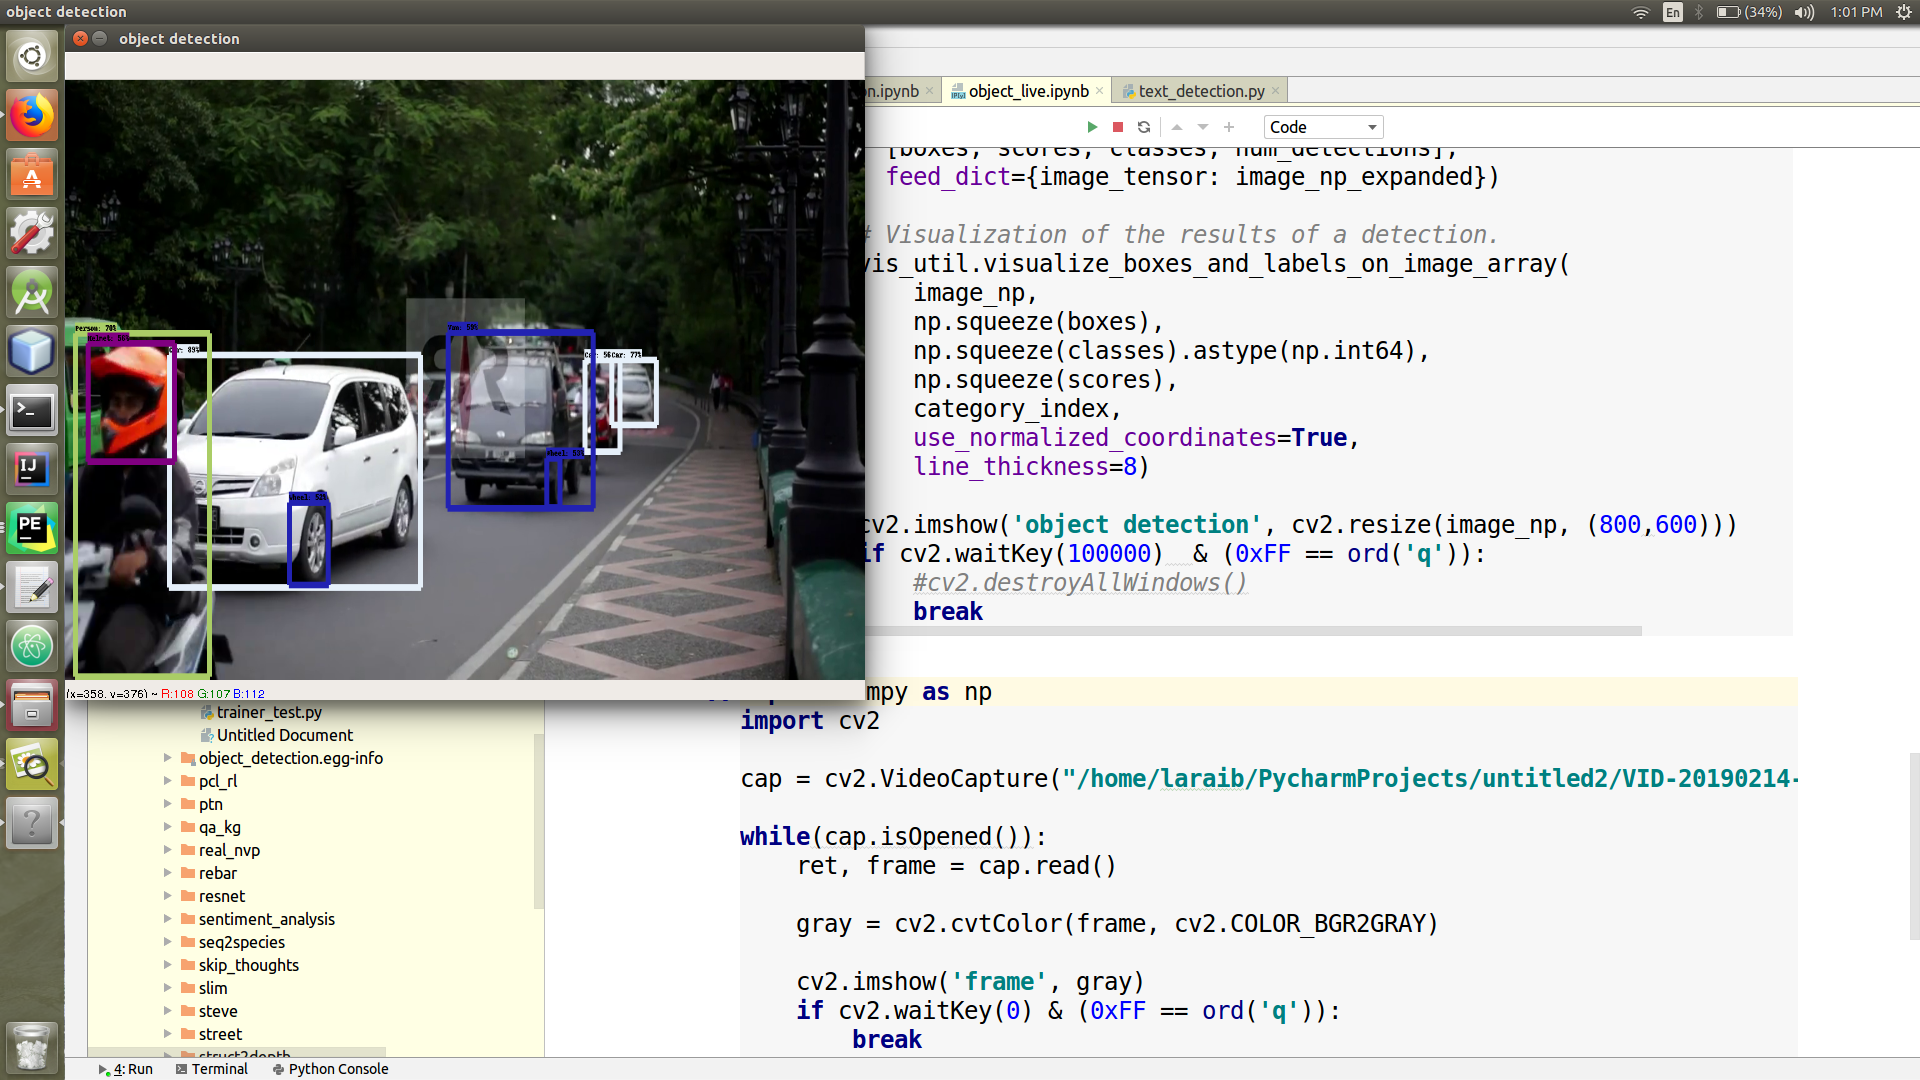 object detection
En
(34%)
1:01 PM
object detection
n.ipynb
object_live.ipynb
text_detection.py
Code
[boxes, scores, classes, num_detections],
feed_dict={image_tensor: image_np_expanded})
# Visualization of the results of a detection.
vis_util.visualize_boxes_and_labels_on_image_array(
image_np,
np.squeeze(boxes),
np.squeeze(classes).astype(np.int64),
np.squeeze(scores),
category_index,
use_normalized_coordinates=True,
line_thickness=8)
cv2.imshow('object detection', cv2.resize(image_np, (800,600)))
if cv2.waitKey(100000)  & (0xFF == ord('q')):
#cv2.destroyAllWindows()
break
Person: 70%
Helmet: 56%
Car: 89%
Van: 59%
Car: 56
Car: 77%
Wheel: 53%
Wheel: 52%
(x=358, y=376) ~ R:108 G:107 B:112
mpy as np
import cv2
cap = cv2.VideoCapture("/home/laraib/PycharmProjects/untitled2/VID-20190214-
while(cap.isOpened()):
ret, frame = cap.read()
gray = cv2.cvtColor(frame, cv2.COLOR_BGR2GRAY)
cv2.imshow('frame', gray)
if cv2.waitKey(0) & (0xFF == ord('q')):
break
trainer_test.py
Untitled Document
object_detection.egg-info
pcl_rl
ptn
qa_kg
real_nvp
rebar
resnet
sentiment_analysis
seq2species
skip_thoughts
slim
steve
street
struct2depth
IJ
PE
4: Run
Terminal
Python Console